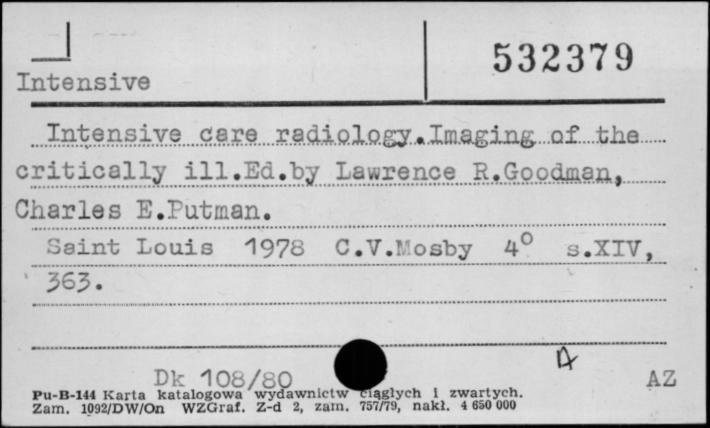 532379
Intensive
Intensive care radiology.Imaging of the
critically ill.Ed.by Lawrence R.Goodman,
Charles E.Putman.
Saint Louis 1978 C.V.Mosby 4° s.XIV,
363.
Dk 108/80 AZ
Pu-B-144 Karta katalogowa wydawnictw ciągłych i zwartych.
Zam. 1092/DW/On WZGraf. Z-d 2, zam. 757/79, nakł. 4 650 000